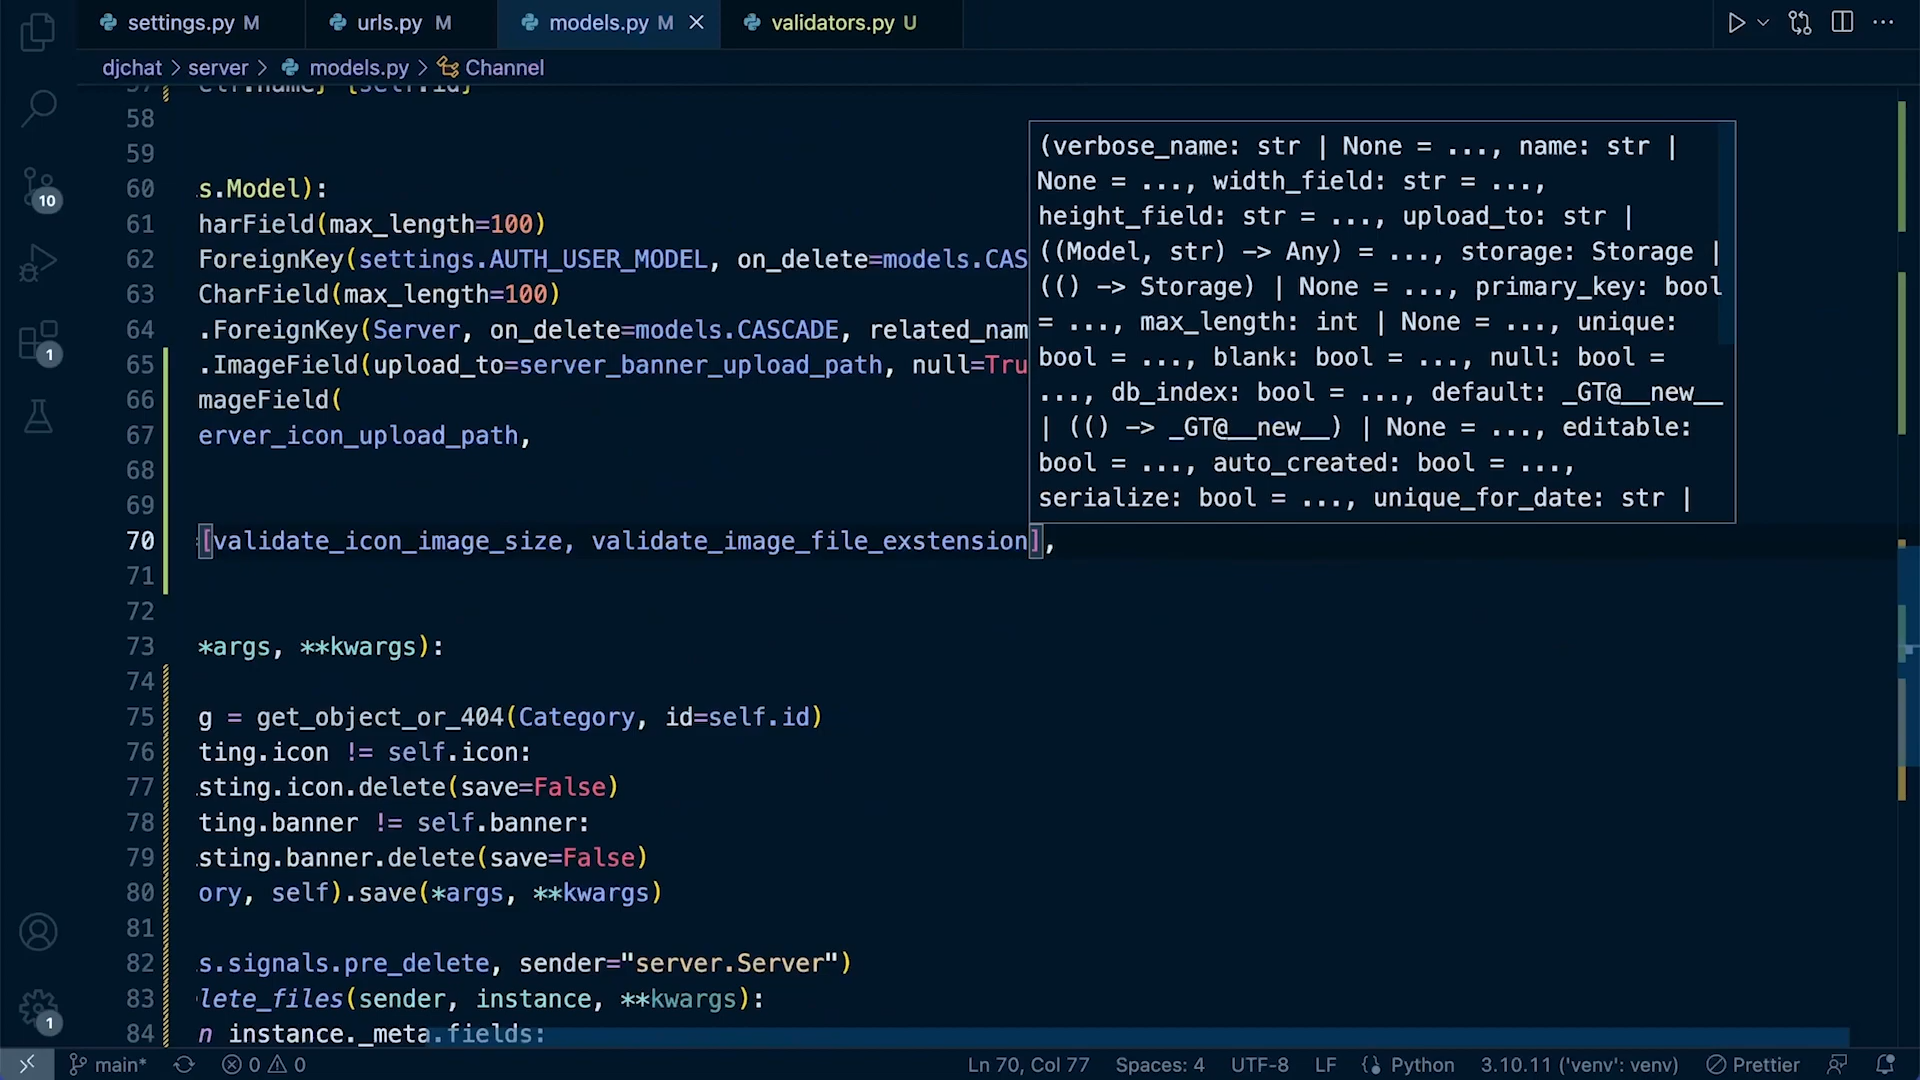 settings.py M
urls.py M
models.py M
validators.py U
djchat > server > models.py > Channel
57 elf.name}-{self.id}
58
59
60 s.Model):
61 harField(max_length=100)
62 ForeignKey(settings.AUTH_USER_MODEL, on_delete=models.CAS
63 CharField(max_length=100)
64 .ForeignKey(Server, on_delete=models.CASCADE, related_nam
65 .ImageField(upload_to=server_banner_upload_path, null=Tru
66 mageField(
67 erver_icon_upload_path,
68
69
70 [validate_icon_image_size, validate_image_file_exstension],
71
72
73 *args, **kwargs):
74
75 g = get_object_or_404(Category, id=self.id)
76 ting.icon != self.icon:
77 sting.icon.delete(save=False)
78 ting.banner != self.banner:
79 sting.banner.delete(save=False)
80 ory, self).save(*args, **kwargs)
81
82 s.signals.pre_delete, sender="server.Server")
83 lete_files(sender, instance, **kwargs):
84 n instance._meta.fields:
(verbose_name: str | None = ..., name: str |
None = ..., width_field: str = ...,
height_field: str = ..., upload_to: str |
((Model, str) -> Any) = ..., storage: Storage |
(() -> Storage) | None = ..., primary_key: bool
= ..., max_length: int | None = ..., unique:
bool = ..., blank: bool = ..., null: bool =
..., db_index: bool = ..., default: _GT@__new__
| (() -> _GT@__new__) | None = ..., editable:
bool = ..., auto_created: bool = ...,
serialize: bool = ..., unique_for_date: str |
10
1
1
main* 0 0 Ln 70, Col 77 Spaces: 4 UTF-8 LF Python 3.10.11 ('venv': venv) Prettier